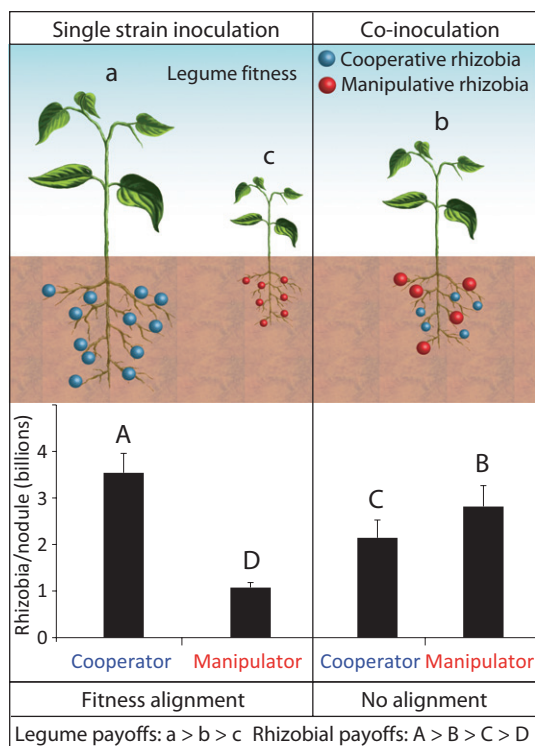 Single strain inoculation
Co-inoculation
a
Legume fitness
c
Cooperative rhizobia
Manipulative rhizobia
b
Rhizobia/nodule (billions)
4
3
2
1
0
A
D
C
B
Cooperator
Manipulator
Cooperator
Manipulator
Fitness alignment
No alignment
Legume payoffs: a > b > c Rhizobial payoffs: A > B > C > D